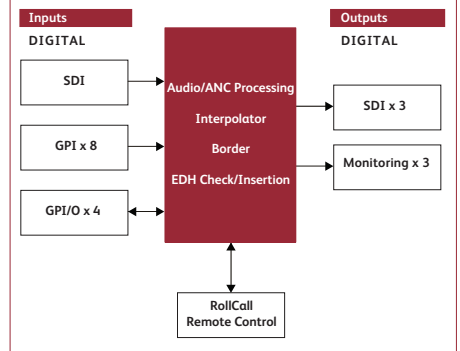 Inputs
DIGITAL
SDI
GPI x 8
GPI/O x 4
Audio/ANC Processing
Interpolator
Border
EDH Check/Insertion
RollCall
Remote Control
Outputs
DIGITAL
SDI x 3
Monitoring x 3